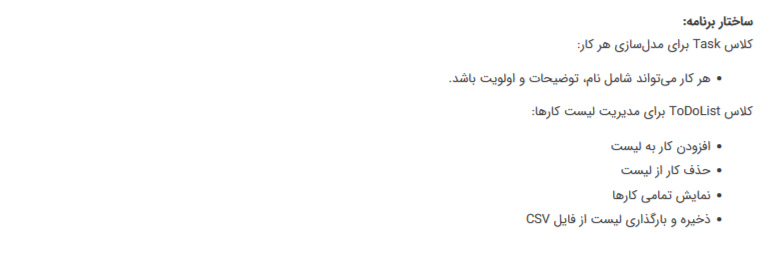 ساختار برنامه:
کلاس Task برای مدل‌سازی هر کار:
• هر کار می‌تواند شامل نام، توضیحات و اولویت باشد.
کلاس ToDoList برای مدیریت لیست کارها:
• افزودن کار به لیست
• حذف کار از لیست
• نمایش تمامی کارها
• ذخیره و بارگذاری لیست از فایل CSV